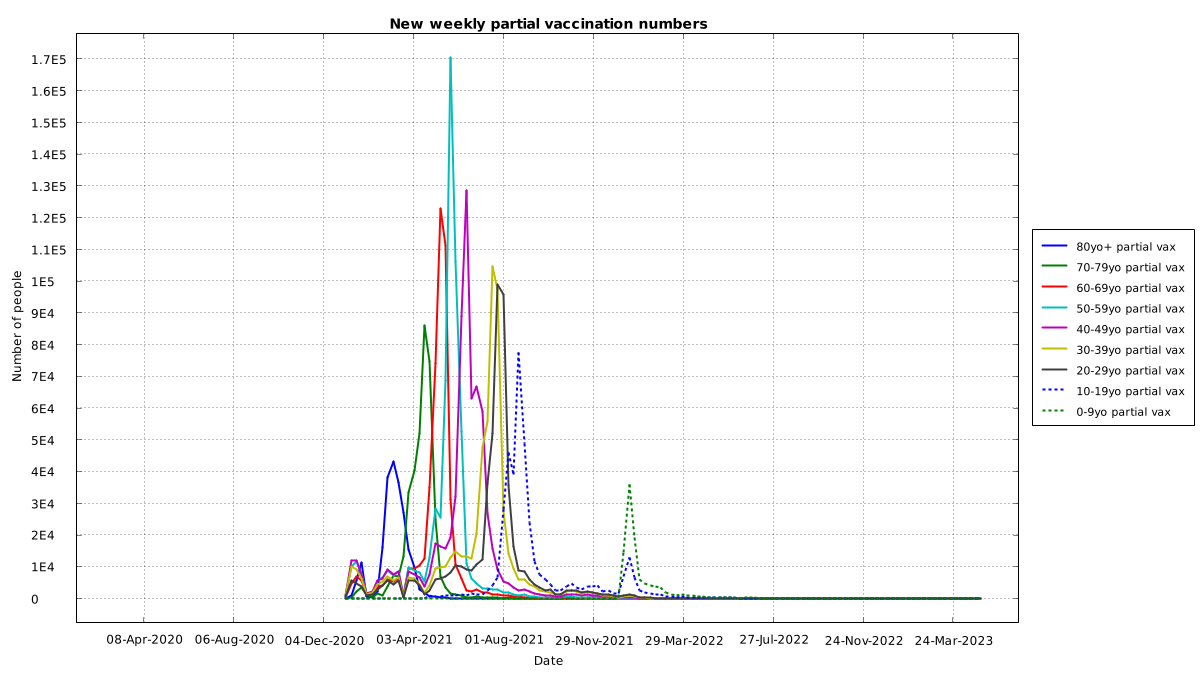 New weekly partial vaccination numbers
1.7E5
1.6E5
1.5E5
1.4E5
1.3E5
1.2E5
1.1E5
1E5
9E4
8E4
7E4
6E4
5E4
4E4
3E4
2E4
1E4
0
Number of people
08-Apr-2020 06-Aug-2020 04-Dec-2020 03-Apr-2021 01-Aug-2021 29-Nov-2021 29-Mar-2022 27-Jul-2022 24-Nov-2022 24-Mar-2023
Date
80yo+ partial vax
70-79yo partial vax
60-69yo partial vax
50-59yo partial vax
40-49yo partial vax
30-39yo partial vax
20-29yo partial vax
10-19yo partial vax
0-9yo partial vax